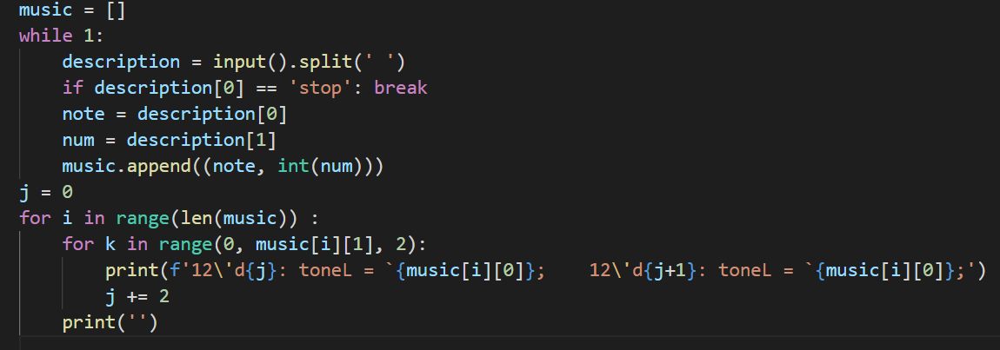 music = []
while 1:
    description = input().split(' ')
    if description[0] == 'stop': break
    note = description[0]
    num = description[1]
    music.append((note, int(num)))
j = 0
for i in range(len(music)) :
    for k in range(0, music[i][1], 2):
        print(f'12\'d{j}: toneL = `{music[i][0]};    12\'d{j+1}: toneL = `{music[i][0]};')
        j += 2
    print('')